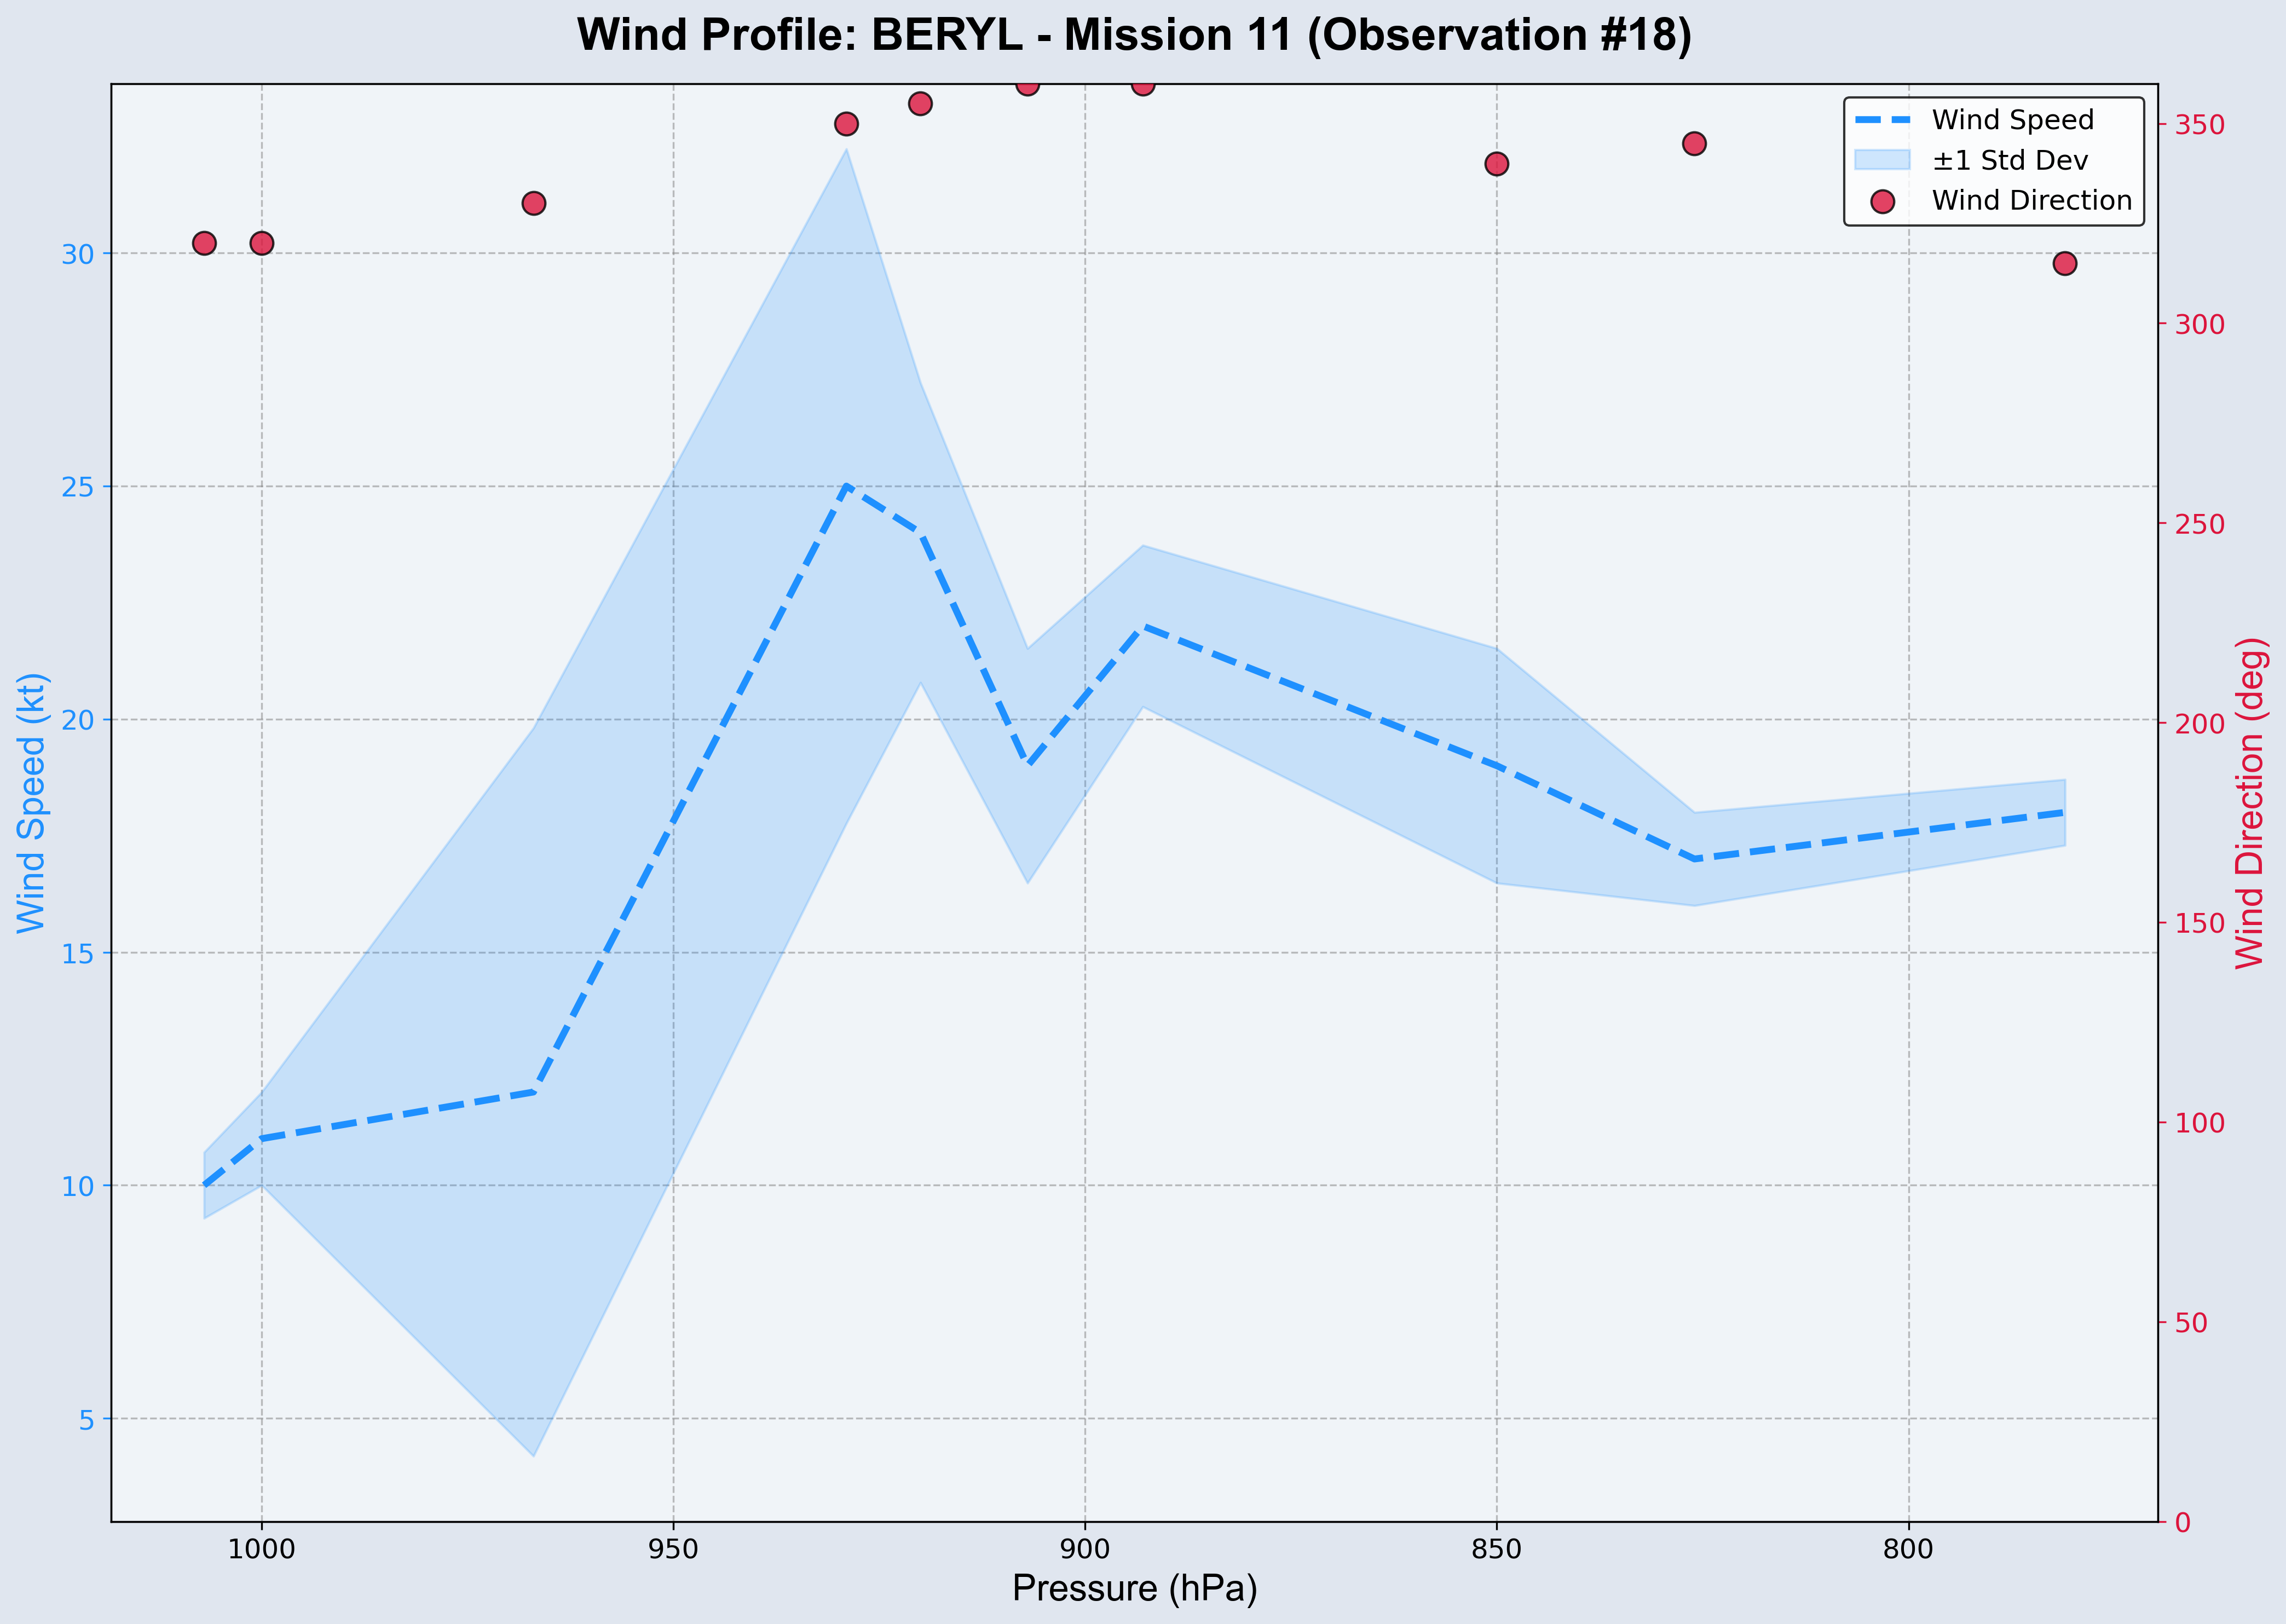 Wind Profile: BERYL - Mission 11 (Observation #18)
Wind Speed
±1 Std Dev
Wind Direction
Wind Speed (kt)
30
25
20
15
10
5
350
300
250
200
150
100
50
0
Wind Direction (deg)
1000 950 900 850 800
Pressure (hPa)